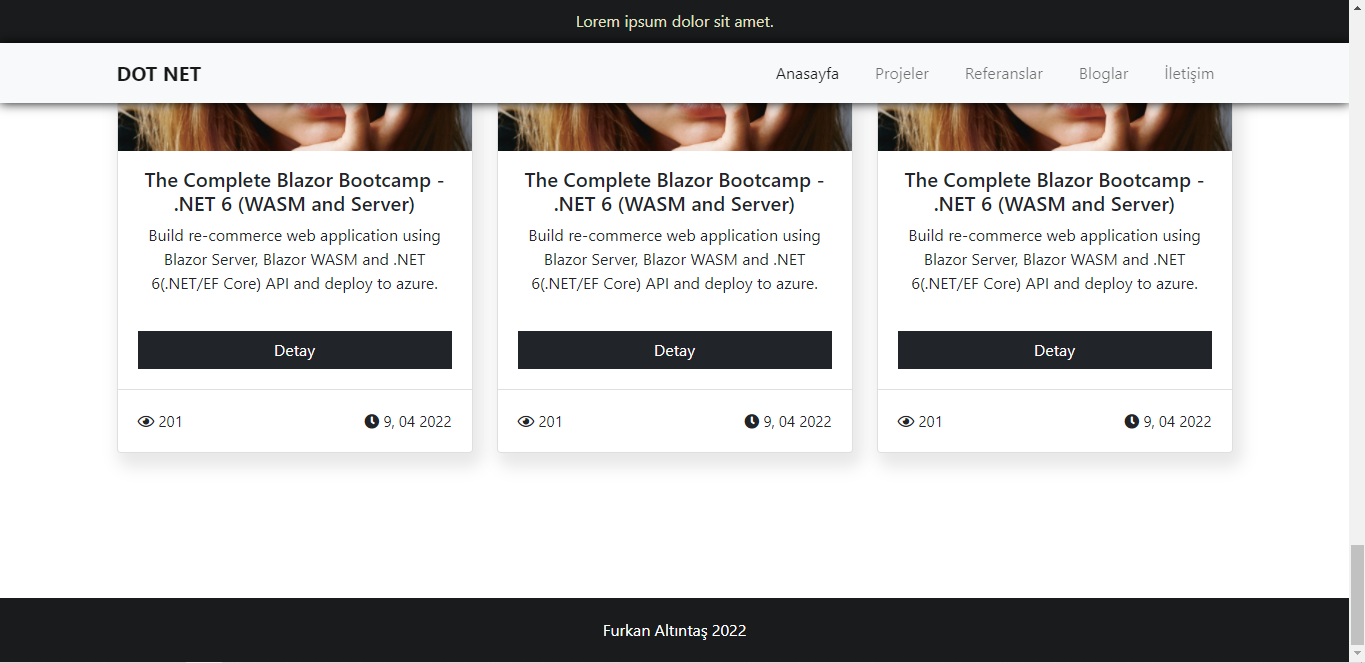 Lorem ipsum dolor sit amet.
DOT NET Anasayfa Projeler Referanslar Bloglar İletişim
The Complete Blazor Bootcamp -
.NET 6 (WASM and Server)
Build re-commerce web application using
Blazor Server, Blazor WASM and .NET
6(.NET/EF Core) API and deploy to azure.
Detay
201 9, 04 2022
The Complete Blazor Bootcamp -
.NET 6 (WASM and Server)
Build re-commerce web application using
Blazor Server, Blazor WASM and .NET
6(.NET/EF Core) API and deploy to azure.
Detay
201 9, 04 2022
The Complete Blazor Bootcamp -
.NET 6 (WASM and Server)
Build re-commerce web application using
Blazor Server, Blazor WASM and .NET
6(.NET/EF Core) API and deploy to azure.
Detay
201 9, 04 2022
Furkan Altıntaş 2022